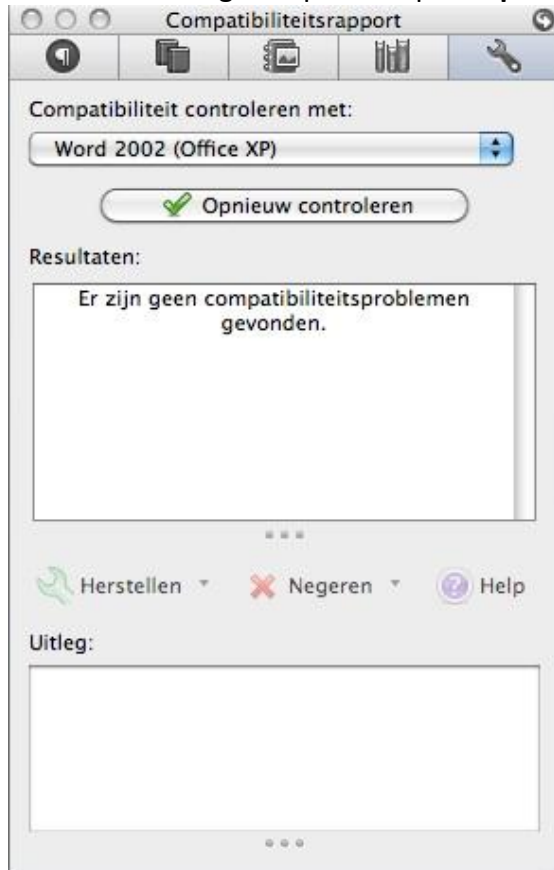 Compatibiliteitsrapport
Compatibiliteit controleren met:
Word 2002 (Office XP)
Opnieuw controleren
Resultaten:
Er zijn geen compatibiliteitsproblemen
gevonden.
Herstellen
Negeren
Help
Uitleg: